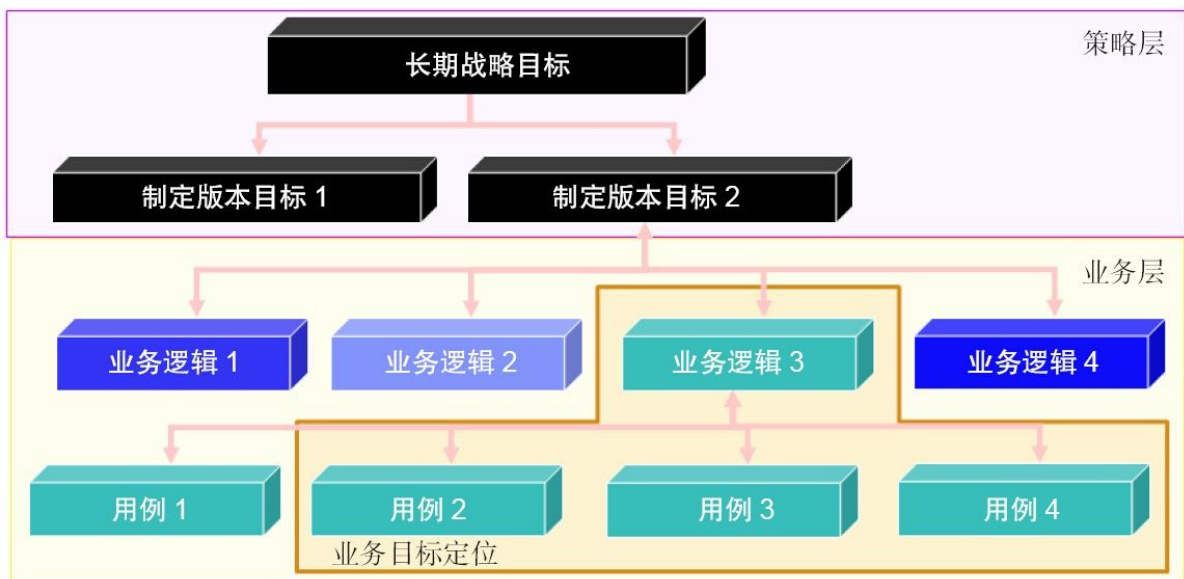 策略层
长期战略目标
制定版本目标 1
制定版本目标 2
业务层
业务逻辑 1
业务逻辑 2
业务逻辑 3
业务逻辑 4
用例 1
用例 2
用例 3
用例 4
业务目标定位